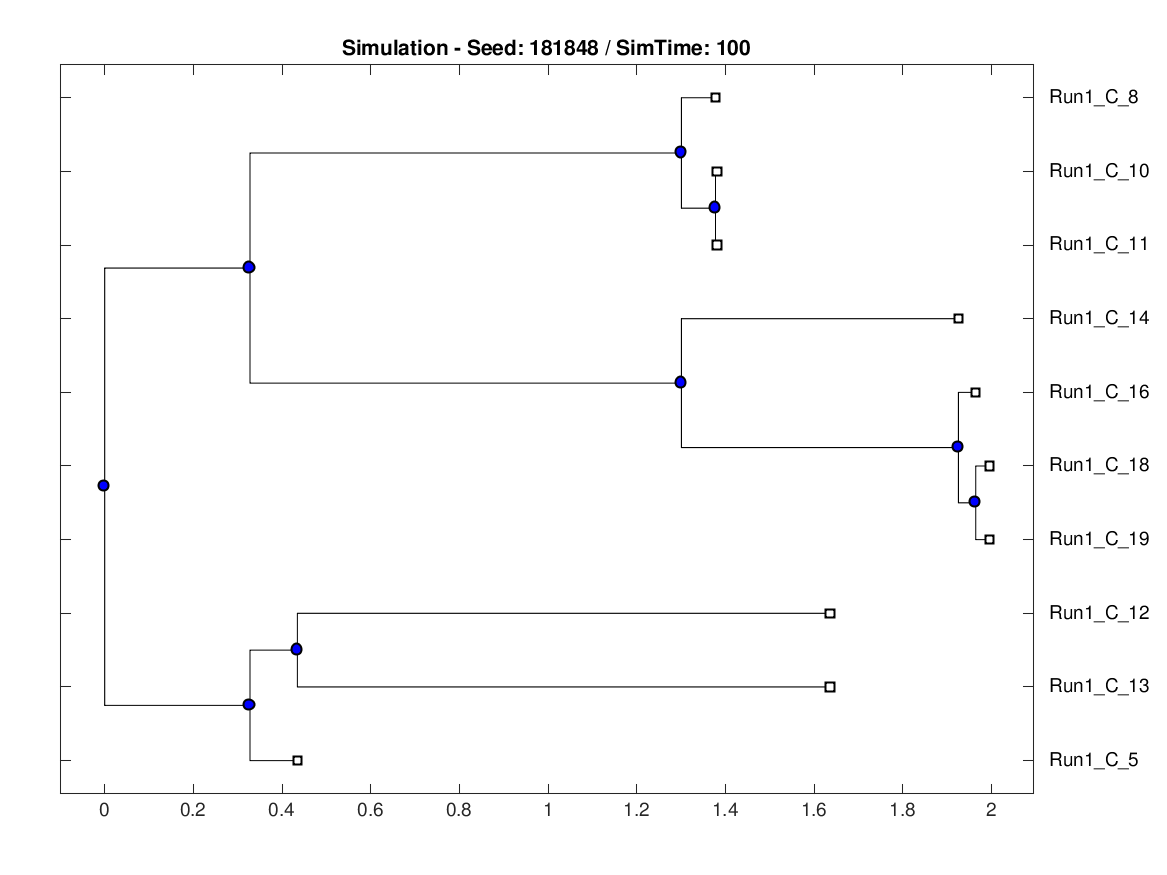 Simulation - Seed: 181848 / SimTime: 100
Run1_C_8
Run1_C_10
Run1_C_11
Run1_C_14
Run1_C_16
Run1_C_18
Run1_C_19
Run1_C_12
Run1_C_13
Run1_C_5
0 0.2 0.4 0.6 0.8 1 1.2 1.4 1.6 1.8 2